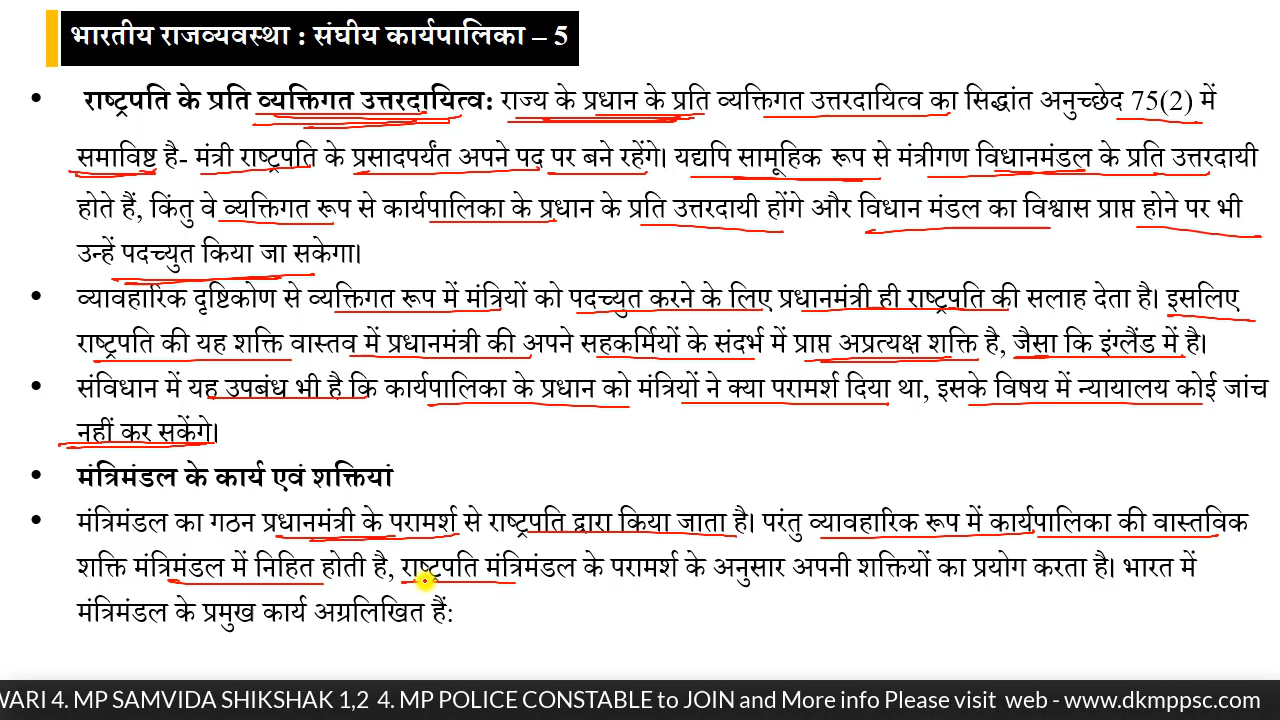 भारतीय राजव्यवस्था : संघीय कार्यपालिका – 5
• राष्ट्रपति के प्रति व्यक्तिगत उत्तरदायित्व: राज्य के प्रधान के प्रति व्यक्तिगत उत्तरदायित्व का सिद्धांत अनुच्छेद 75(2) में
समाविष्ट है- मंत्री राष्ट्रपति के प्रसादपर्यंत अपने पद पर बने रहेंगे। यद्यपि सामूहिक रूप से मंत्रीगण विधानमंडल के प्रति उत्तरदायी
होते हैं, किंतु वे व्यक्तिगत रूप से कार्यपालिका के प्रधान के प्रति उत्तरदायी होंगे और विधान मंडल का विश्वास प्राप्त होने पर भी
उन्हें पदच्युत किया जा सकेगा।
• व्यावहारिक दृष्टिकोण से व्यक्तिगत रूप में मंत्रियों को पदच्युत करने के लिए प्रधानमंत्री ही राष्ट्रपति की सलाह देता है। इसलिए
राष्ट्रपति की यह शक्ति वास्तव में प्रधानमंत्री की अपने सहकर्मियों के संदर्भ में प्राप्त अप्रत्यक्ष शक्ति है, जैसा कि इंग्लैंड में है।
• संविधान में यह उपबंध भी है कि कार्यपालिका के प्रधान को मंत्रियों ने क्या परामर्श दिया था, इसके विषय में न्यायालय कोई जांच
नहीं कर सकेंगे।
• मंत्रिमंडल के कार्य एवं शक्तियां
• मंत्रिमंडल का गठन प्रधानमंत्री के परामर्श से राष्ट्रपति द्वारा किया जाता है। परंतु व्यावहारिक रूप में कार्यपालिका की वास्तविक
शक्ति मंत्रिमंडल में निहित होती है, राष्ट्रपति मंत्रिमंडल के परामर्श के अनुसार अपनी शक्तियों का प्रयोग करता है। भारत में
मंत्रिमंडल के प्रमुख कार्य अग्रलिखित हैं:
WARI 4. MP SAMVIDA SHIKSHAK 1,2 4. MP POLICE CONSTABLE to JOIN and More info Please visit web - www.dkmppsc.com